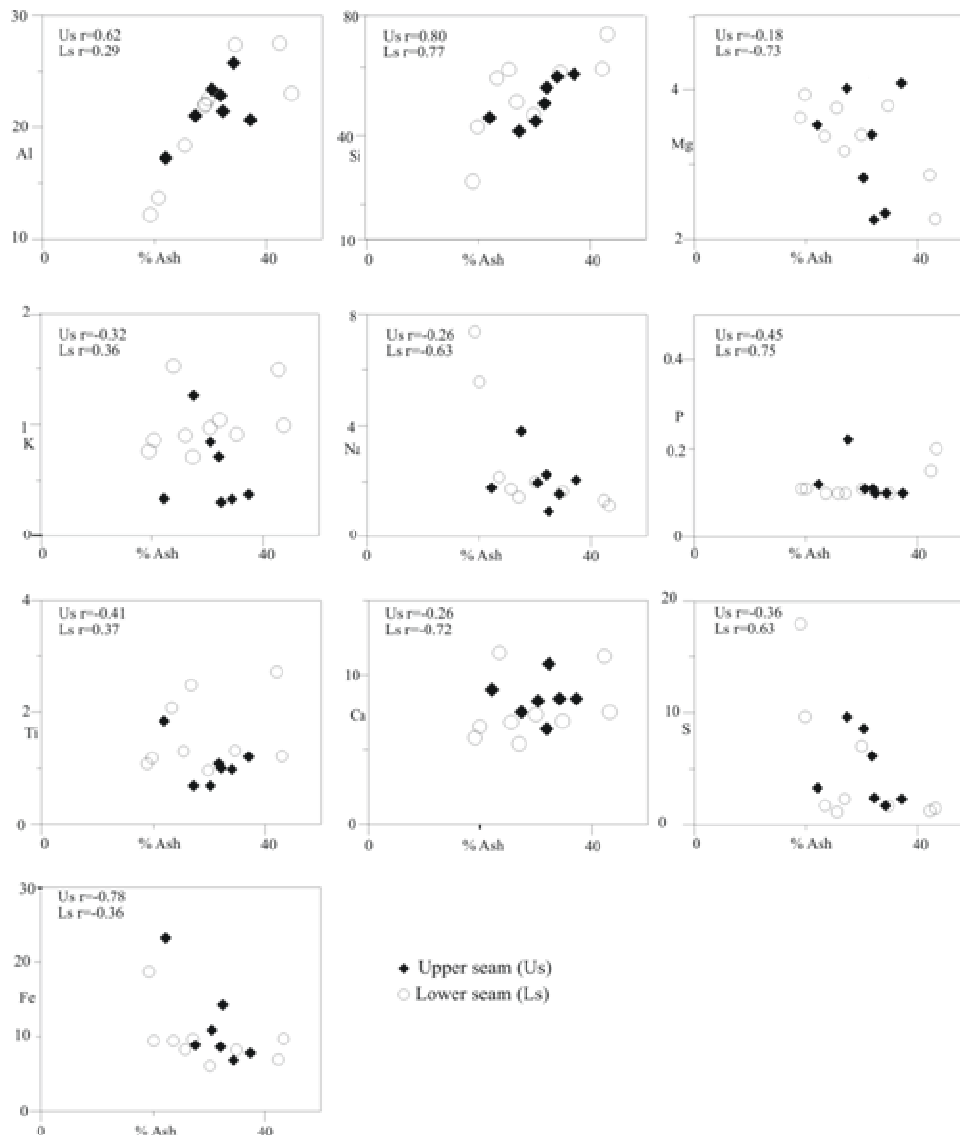 30
Us r=0.62
Ls r=0.29
20
Al
10
0
% Ash
40
80
Us r=0.80
Ls r=0.77
40
Si
10
0
% Ash
40
Us r=-0.18
Ls r=-0.73
4
Mg
2
0
% Ash
40
2
Us r=-0.32
Ls r=0.36
1
K
0
0
% Ash
40
8
Us r=-0.26
Ls r=-0.63
4
Na
0
0
% Ash
40
Us r=-0.45
Ls r=0.75
0.4
P
0.2
0
0
% Ash
40
4
Us r=-0.41
Ls r=0.37
2
Ti
0
0
% Ash
40
Us r=-0.26
Ls r=-0.72
10
Ca
0
0
% Ash
40
20
Us r=-0.36
Ls r=0.63
10
S
0
0
% Ash
40
30
Us r=-0.78
Ls r=-0.36
20
Fe
10
0
0
% Ash
40
Upper seam (Us)
Lower seam (Ls)